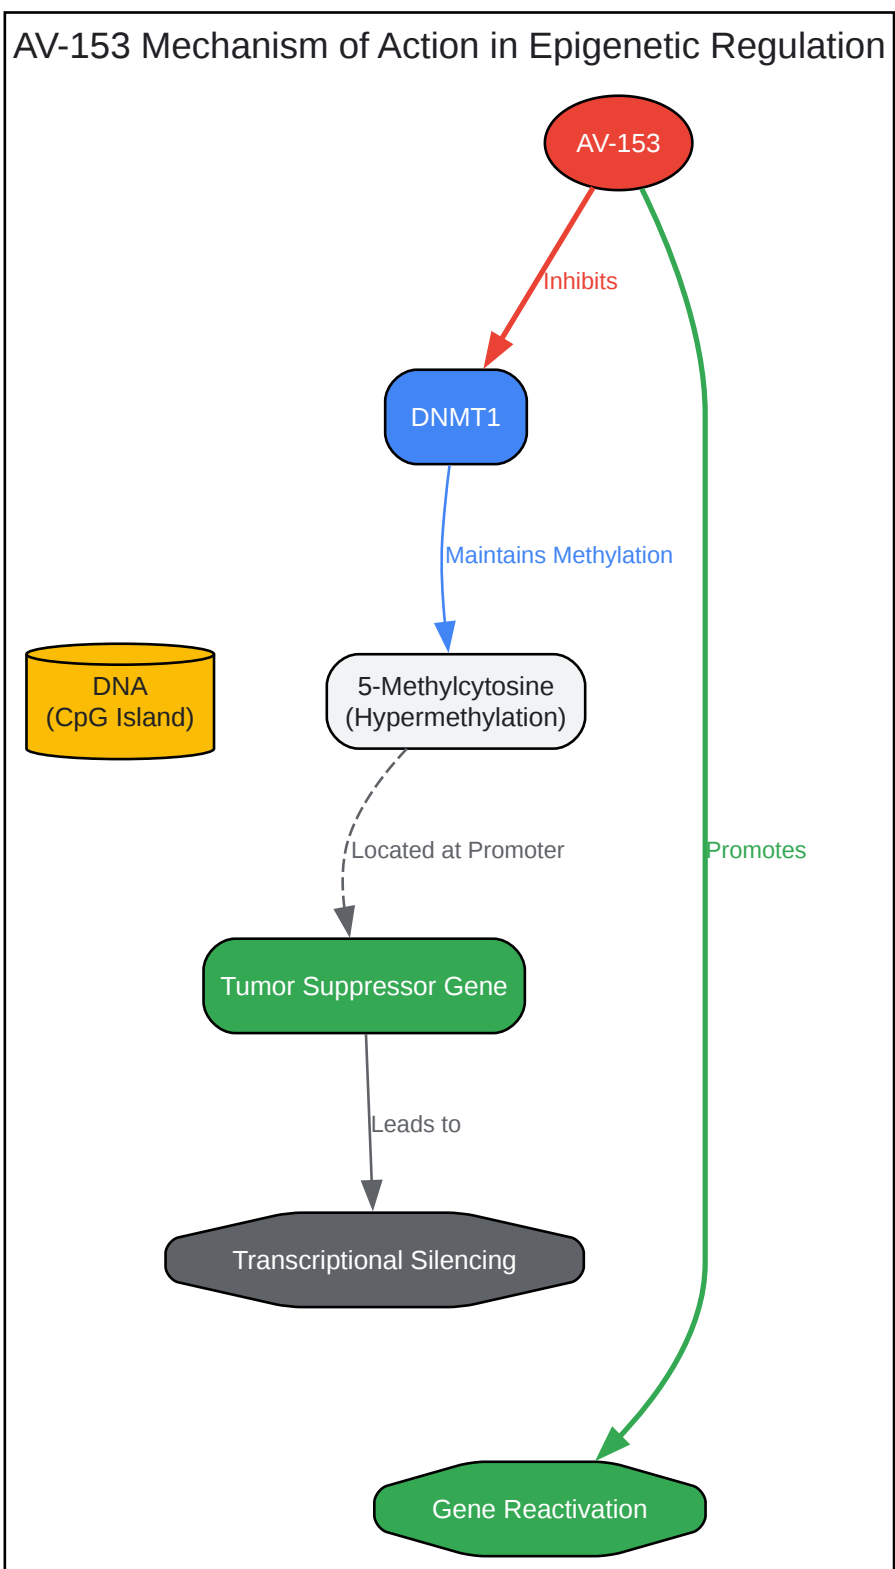 AV-153 Mechanism of Action in Epigenetic Regulation
AV-153
Inhibits
DNMT1
Maintains Methylation
DNA
(CpG Island)
5-Methylcytosine
(Hypermethylation)
Located at Promoter
Promotes
Tumor Suppressor Gene
Leads to
Transcriptional Silencing
Gene Reactivation